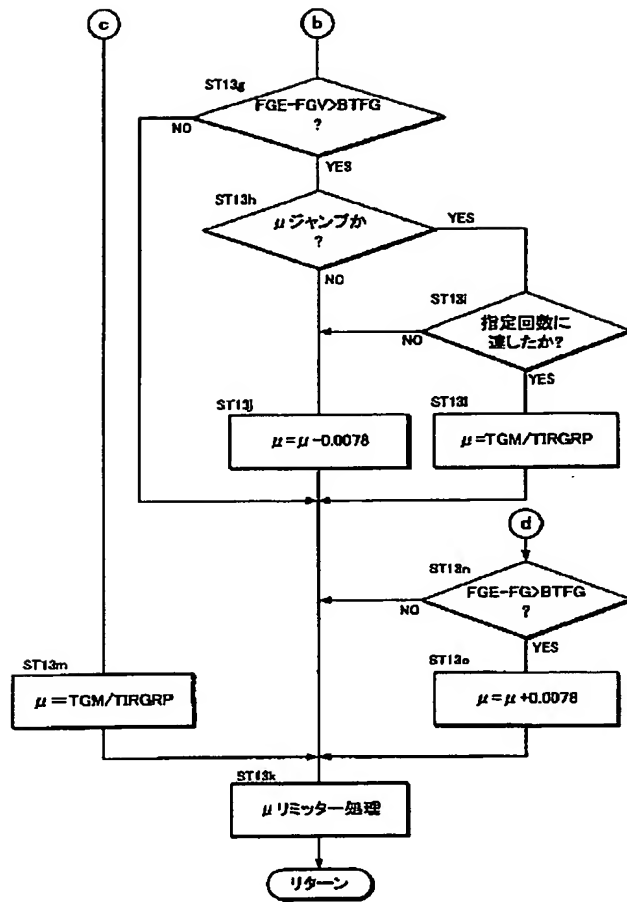 c
b
ST13g
FGE-FGV>BTFG
?
NO
YES
ST13h
μジャンプか
?
YES
NO
ST13i
指定回数に
達したか?
NO
YES
ST13j
μ=μ-0.0078
ST13l
μ=TGM/TIRGRP
d
ST13n
FGE-FG>BTFG
?
NO
YES
ST13m
μ=TGM/TIRGRP
ST13o
μ=μ+0.0078
ST13k
μリミッター処理
リターン